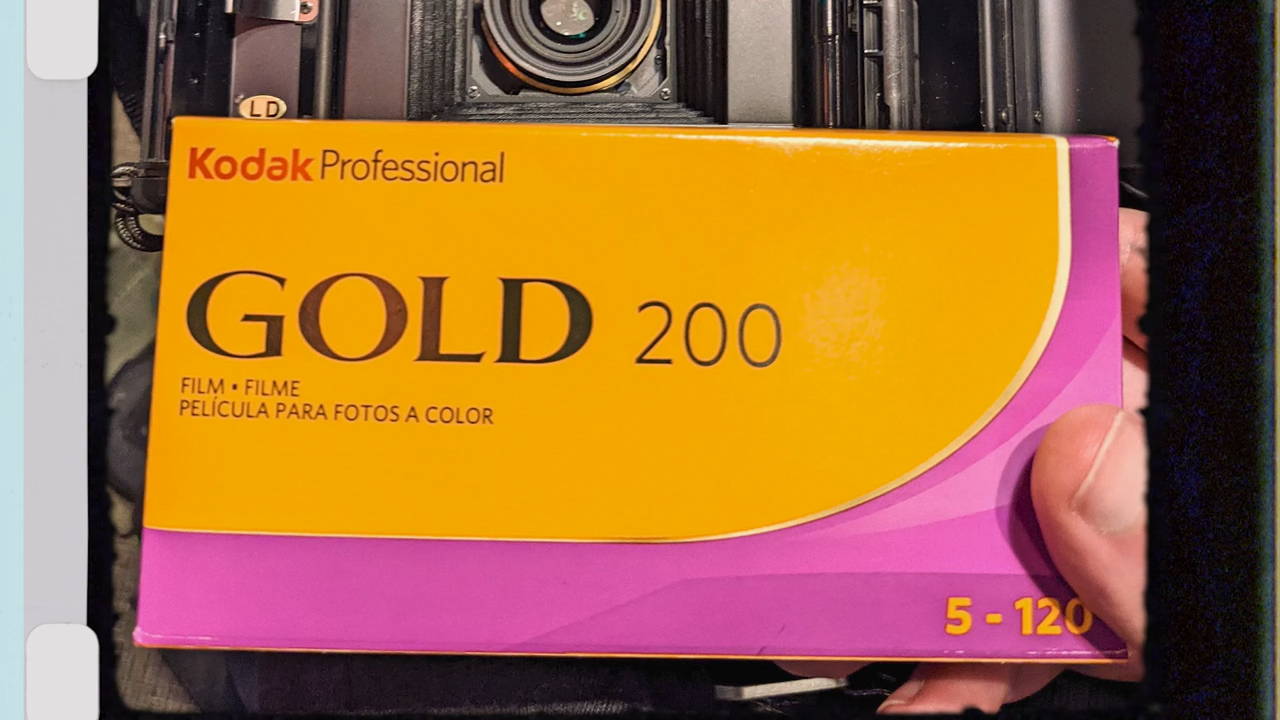 LD
Kodak Professional
GOLD 200
FILM • FILME
PELÍCULA PARA FOTOS A COLOR
5 - 120